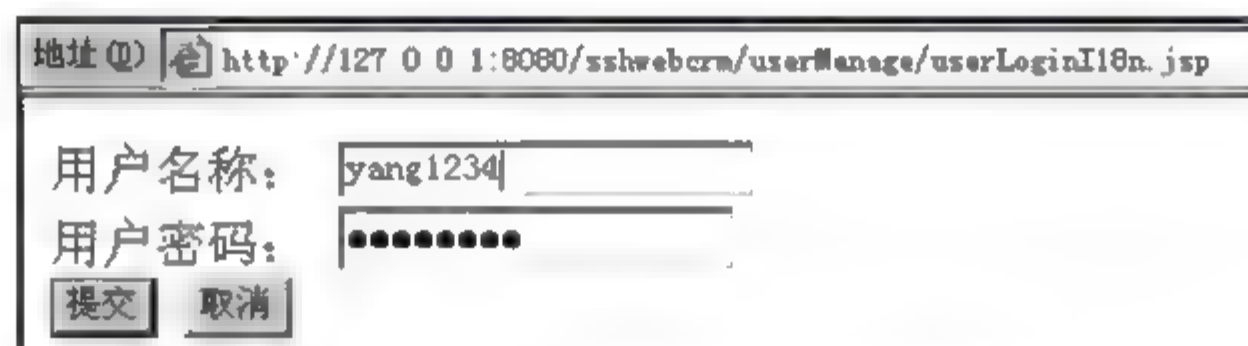 地址(D) http://127 0 0 1:8080/sshwebcrm/userManage/userLoginI18n.jsp
用户名称： yang1234
用户密码： ●●●●●●●●
提交 取消